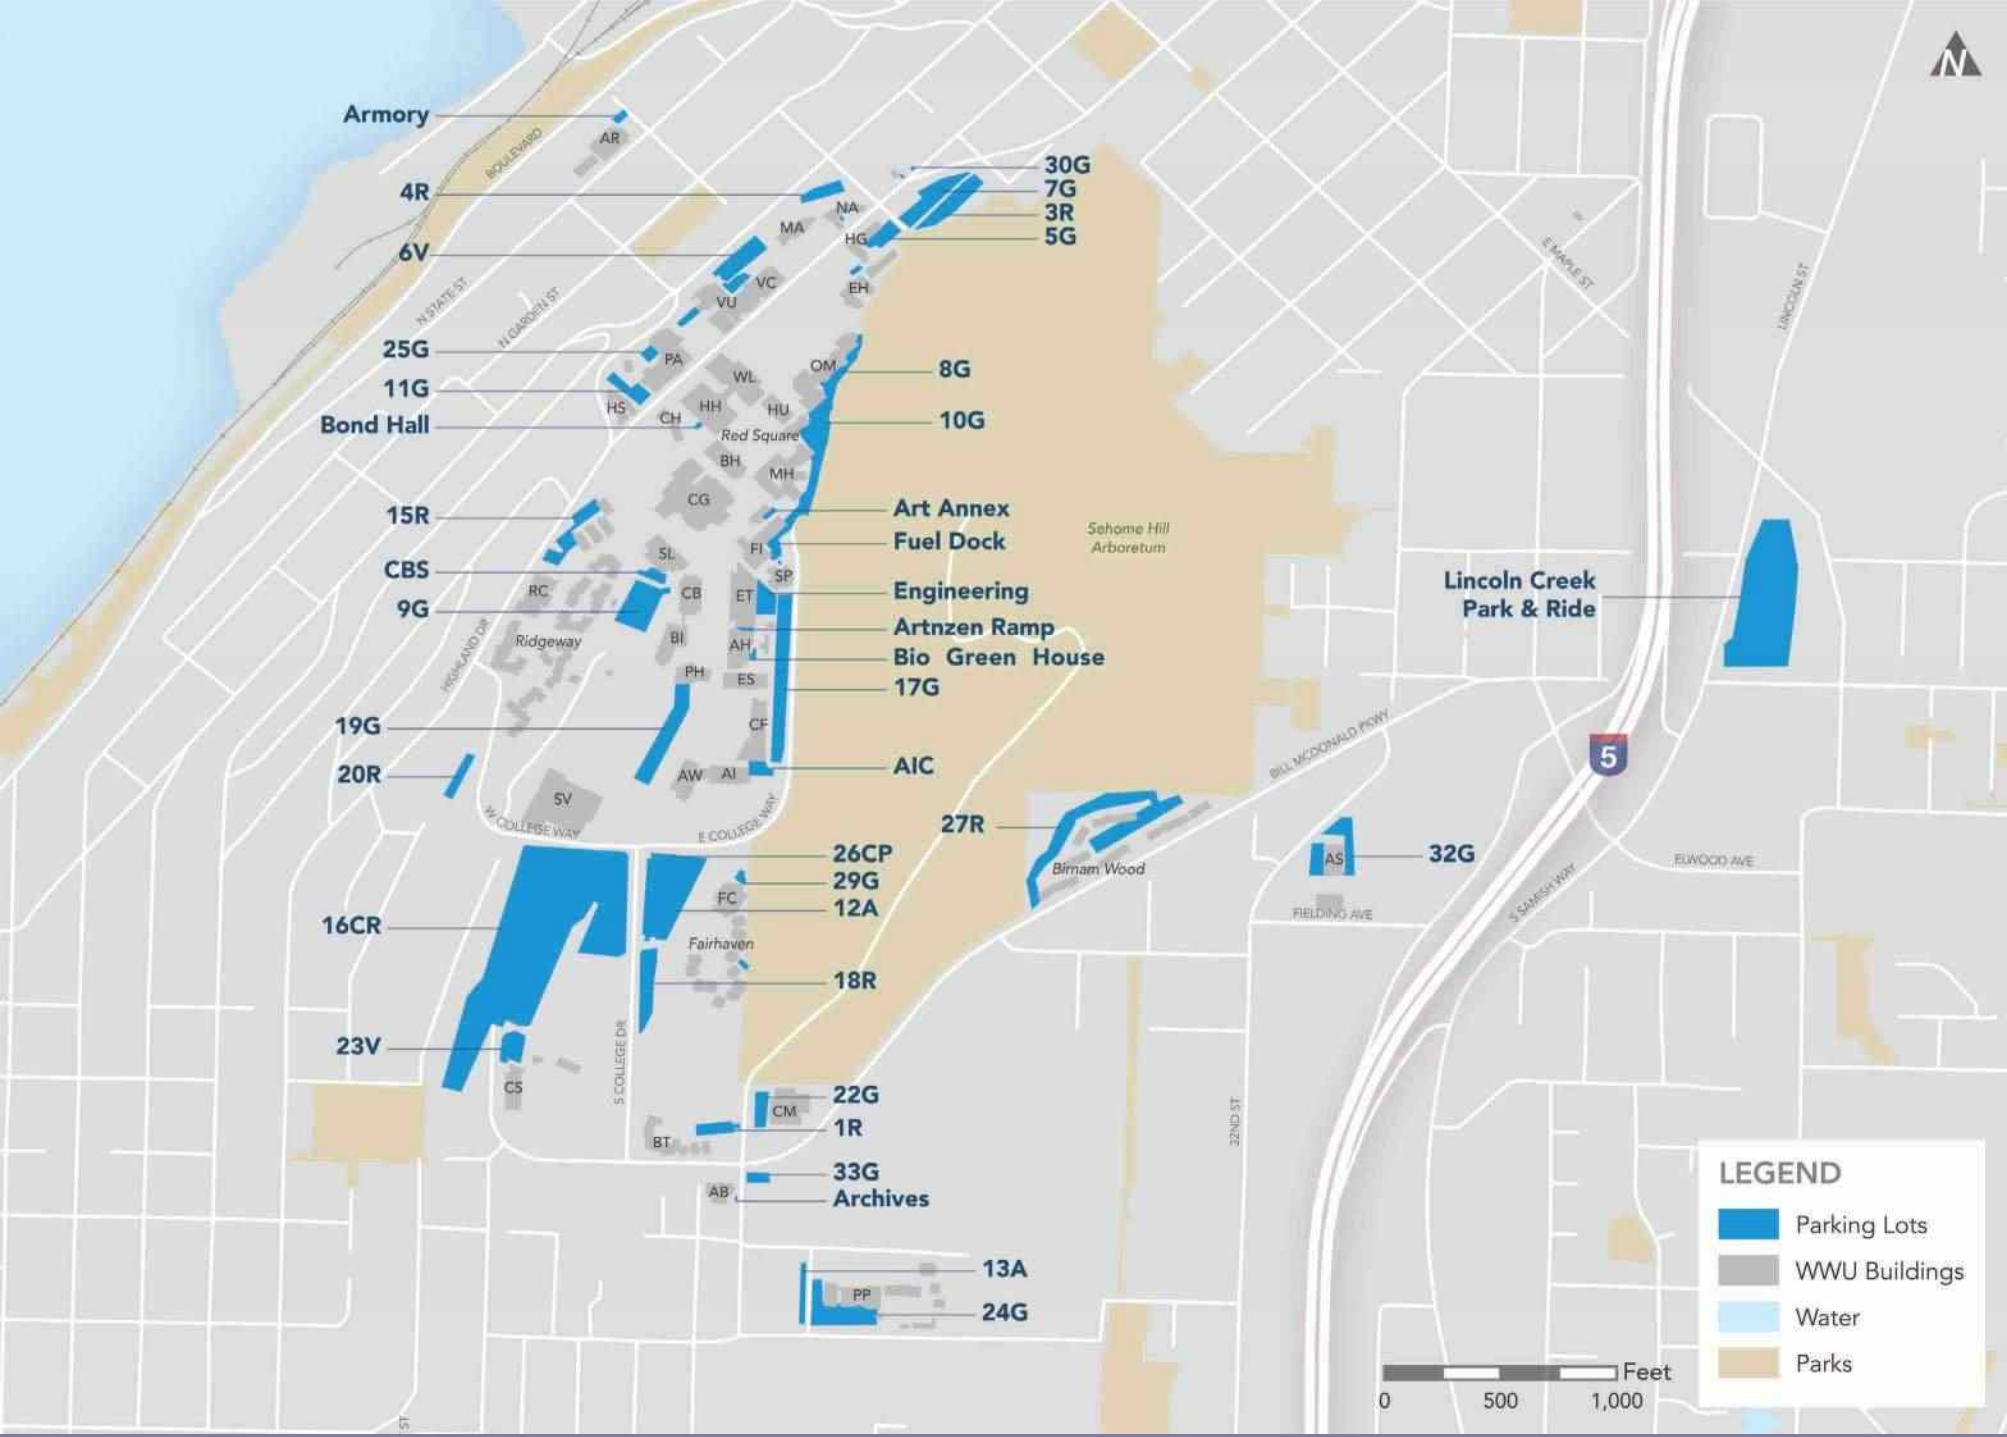 N
Armory
AR
BOULEVARD
4R
30G
7G
3R
5G
NA
MA
HG
6V
VC
VU
EH
E MAPLE ST
LINCOLN ST
N STATE ST
N GARDEN ST
25G
PA
OM
8G
11G
WL
HS
HH
HU
CH
10G
Bond Hall
Red Square
BH
MH
CG
15R
Art Annex
Sehome Hill
Arboretum
Fuel Dock
FI
SL
CBS
SP
Lincoln Creek
Park & Ride
RC
CB
ET
Engineering
9G
Artnzen Ramp
BI
AH
Ridgeway
HIGHLAND DR
Bio Green House
PH
ES
17G
19G
CF
BILL MCDONALD PKWY
5
20R
AW
AI
AIC
SV
W COLLEGE WAY
E COLLEGE WAY
27R
26CP
Birnam Wood
AS
32G
ELWOOD AVE
29G
FC
12A
S SAMISH WAY
FIELDING AVE
16CR
Fairhaven
18R
23V
S COLLEGE DR
CS
22G
CM
32ND ST
1R
BT
33G
AB
Archives
13A
PP
24G
ST
LEGEND
Parking Lots
WWU Buildings
Water
Parks
Feet
0 500 1,000